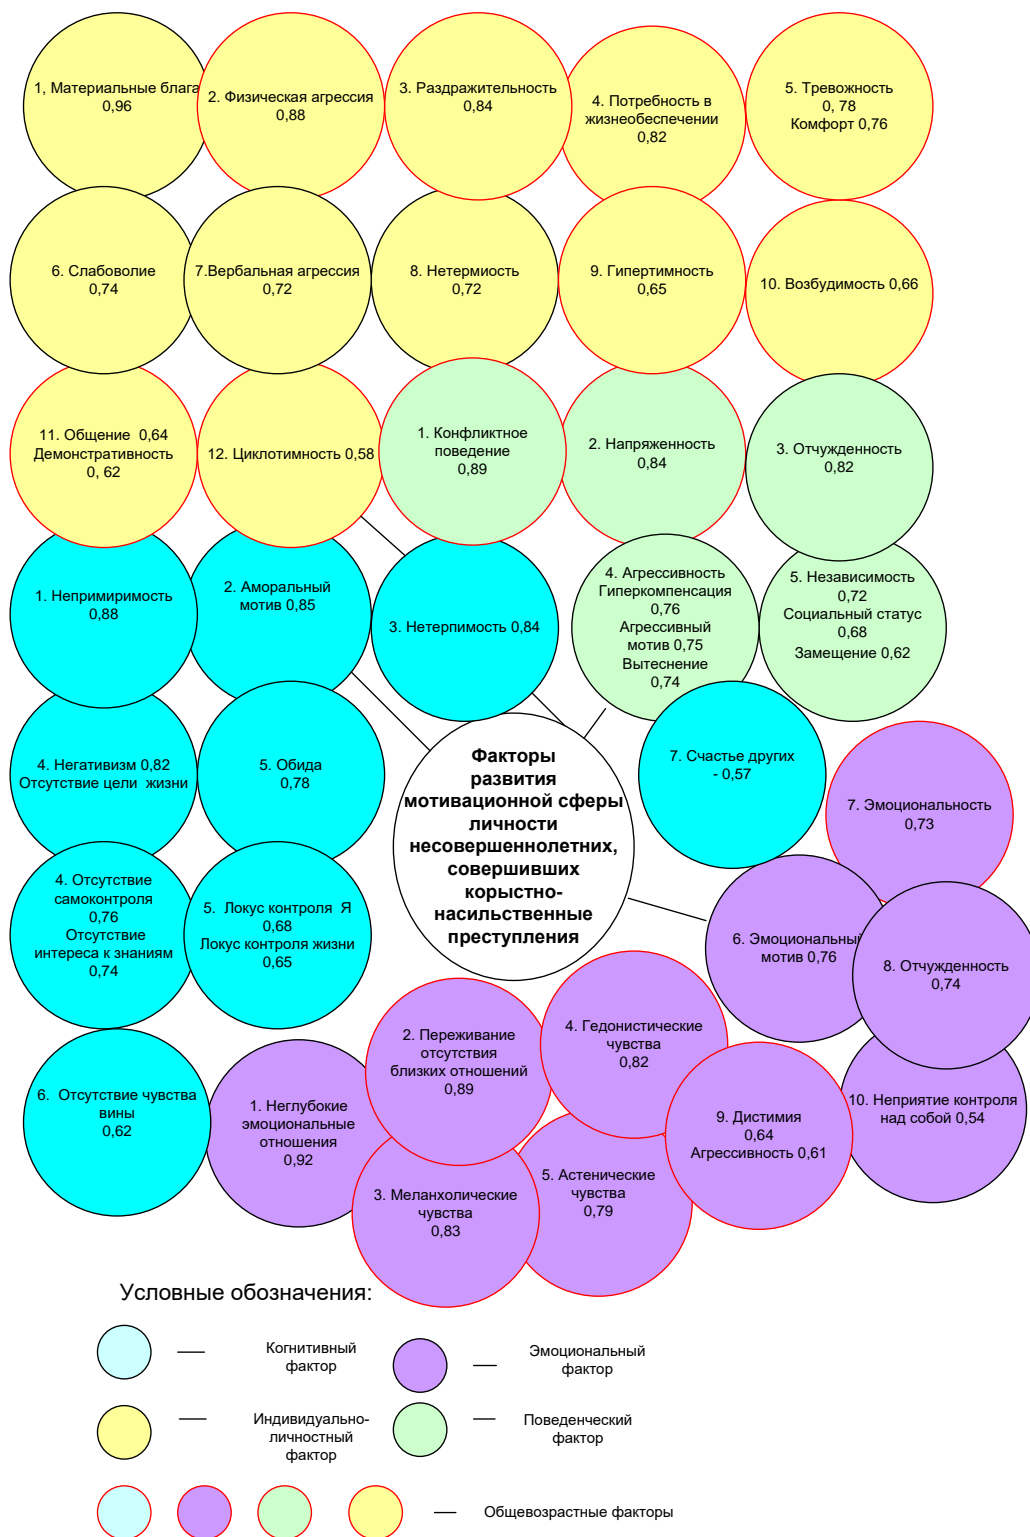 1, Материальные блага
0,96
2. Физическая агрессия
0,88
3. Раздражительность
0,84
4. Потребность в
жизнеобеспечении
0,82
5. Тревожность
0, 78
Комфорт 0,76
6. Слабоволие
0,74
7.Вербальная агрессия
0,72
8. Нетермиость
0,72
9. Гипертимность
0,65
10. Возбудимость 0,66
11. Общение 0,64
Демонстративность
0, 62
12. Циклотимность 0,58
1. Конфликтное
поведение
0,89
2. Напряженность
0,84
3. Отчужденность
0,82
1. Непримиримость
0,88
2. Аморальный
мотив 0,85
3. Нетерпимость 0,84
4. Агрессивность
Гиперкомпенсация
0,76
Агрессивный
мотив 0,75
Вытеснение
0,74
5. Независимость
0,72
Социальный статус
0,68
Замещение 0,62
4. Негативизм 0,82
Отсутствие цели жизни
5. Обида
0,78
Факторы
развития
мотивационной сферы
личности
несовершеннолетних,
совершивших
корыстно-
насильственные
преступления
7. Счастье других
- 0,57
7. Эмоциональность
0,73
4. Отсутствие
самоконтроля
0,76
Отсутствие
интереса к знаниям
0,74
5. Локус контроля Я
0,68
Локус контроля жизни
0,65
6. Эмоциональный
мотив 0,76
8. Отчужденность
0,74
6. Отсутствие чувства
вины
0,62
1. Неглубокие
эмоциональные
отношения
0,92
2. Переживание
отсутствия
близких отношений
0,89
4. Гедонистические
чувства
0,82
3. Меланхолические
чувства
0,83
5. Астенические
чувства
0,79
9. Дистимия
0,64
Агрессивность 0,61
10. Неприятие контроля
над собой 0,54
Условные обозначения:
— Когнитивный
фактор
— Эмоциональный
фактор
— Индивидуально-
личностный
фактор
— Поведенческий
фактор
— Общевозрастные факторы